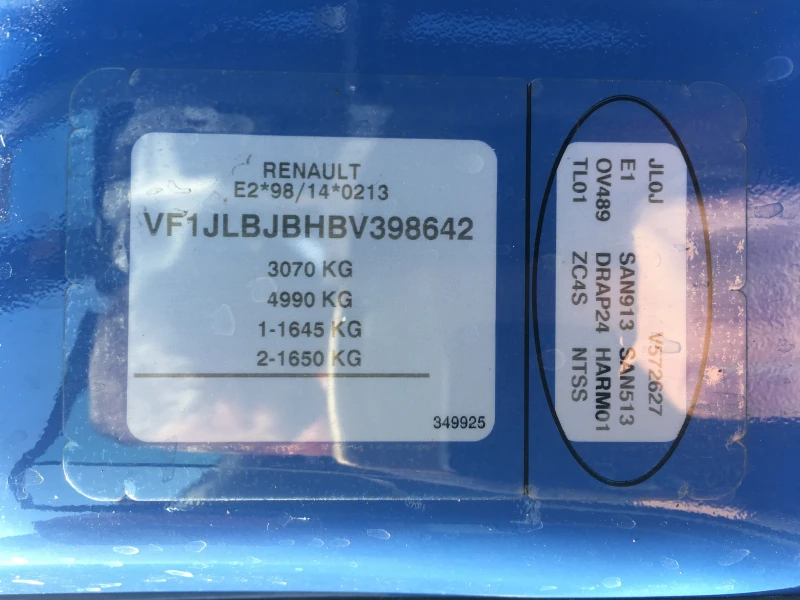 RENAULT
E2*98/14*0213
VF1JLBJBHBV398642
3070 KG
4990 KG
1-1645 KG
2-1650 KG
349925
JL0J V572627
E1 SAN913 SAN513
OV489 DRAP24 HARM01
TL01 ZC4S NTSS